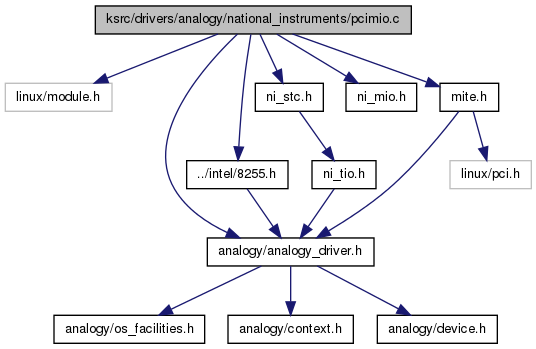 ksrc/drivers/analogy/national_instruments/pcimio.c
linux/module.h
ni_stc.h
ni_mio.h
mite.h
../intel/8255.h
ni_tio.h
linux/pci.h
analogy/analogy_driver.h
analogy/os_facilities.h
analogy/context.h
analogy/device.h